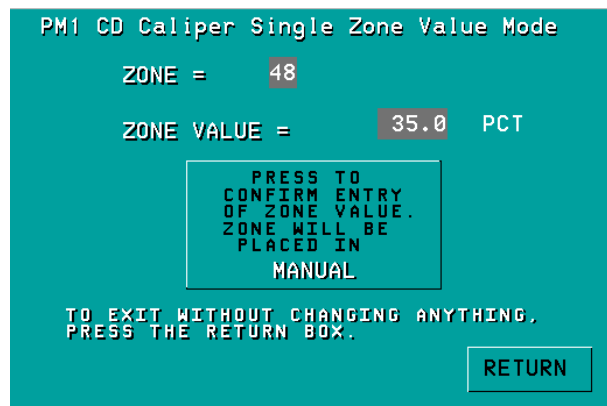 PM1 CD Caliper Single Zone Value Mode
ZONE = 48
ZONE VALUE = 35.0 PCT
PRESS TO
CONFIRM ENTRY
OF ZONE VALUE.
ZONE WILL BE
PLACED IN
MANUAL
TO EXIT WITHOUT CHANGING ANYTHING,
PRESS THE RETURN BOX.
RETURN